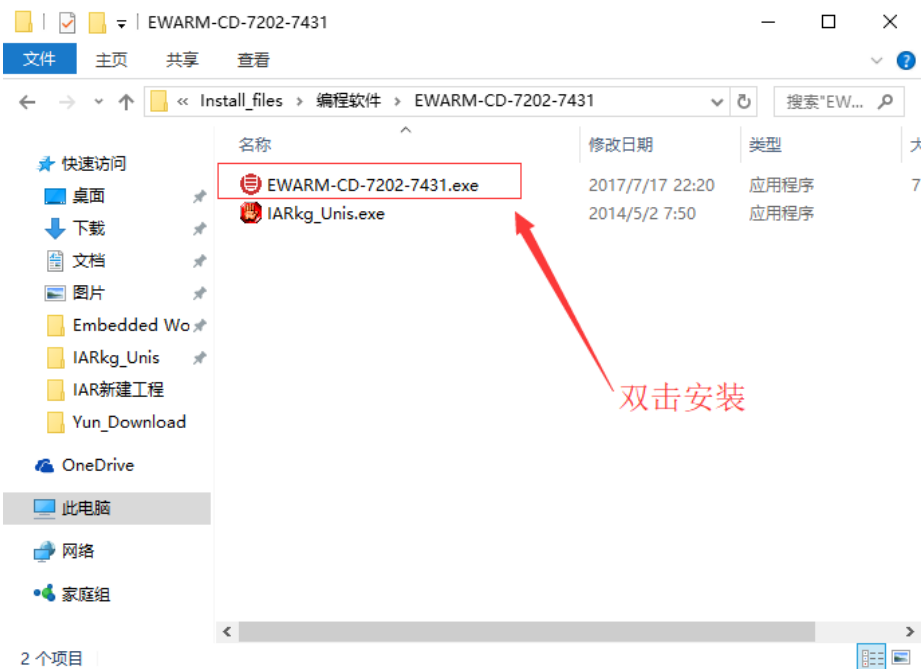 EWARM-CD-7202-7431
文件 主页 共享 查看
« Install_files › 编程软件 › EWARM-CD-7202-7431
搜索"EW...
名称 修改日期 类型
快速访问
桌面
下载
文档
图片
Embedded Wo
IARkg_Unis
IAR新建工程
Yun_Download
OneDrive
此电脑
网络
家庭组
EWARM-CD-7202-7431.exe 2017/7/17 22:20 应用程序 7
IARkg_Unis.exe 2014/5/2 7:50 应用程序
双击安装
2 个项目